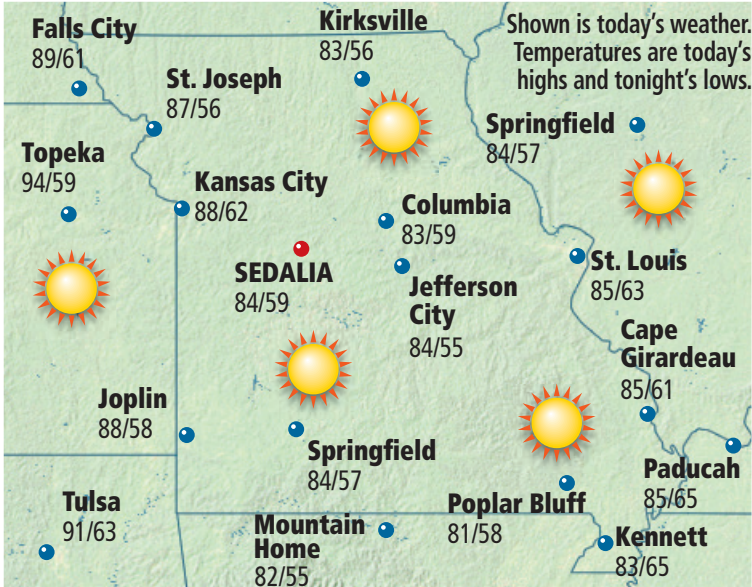 Falls City
89/61
Kirksville
83/56
Shown is today’s weather.
Temperatures are today’s
highs and tonight’s lows.
St. Joseph
87/56
Springfield
84/57
Topeka
94/59
Kansas City
88/62
Columbia
83/59
SEDALIA
84/59
Jefferson
City
84/55
St. Louis
85/63
Cape
Girardeau
85/61
Joplin
88/58
Springfield
84/57
Paducah
85/65
Tulsa
91/63
Mountain
Home
82/55
Poplar Bluff
81/58
Kennett
83/65